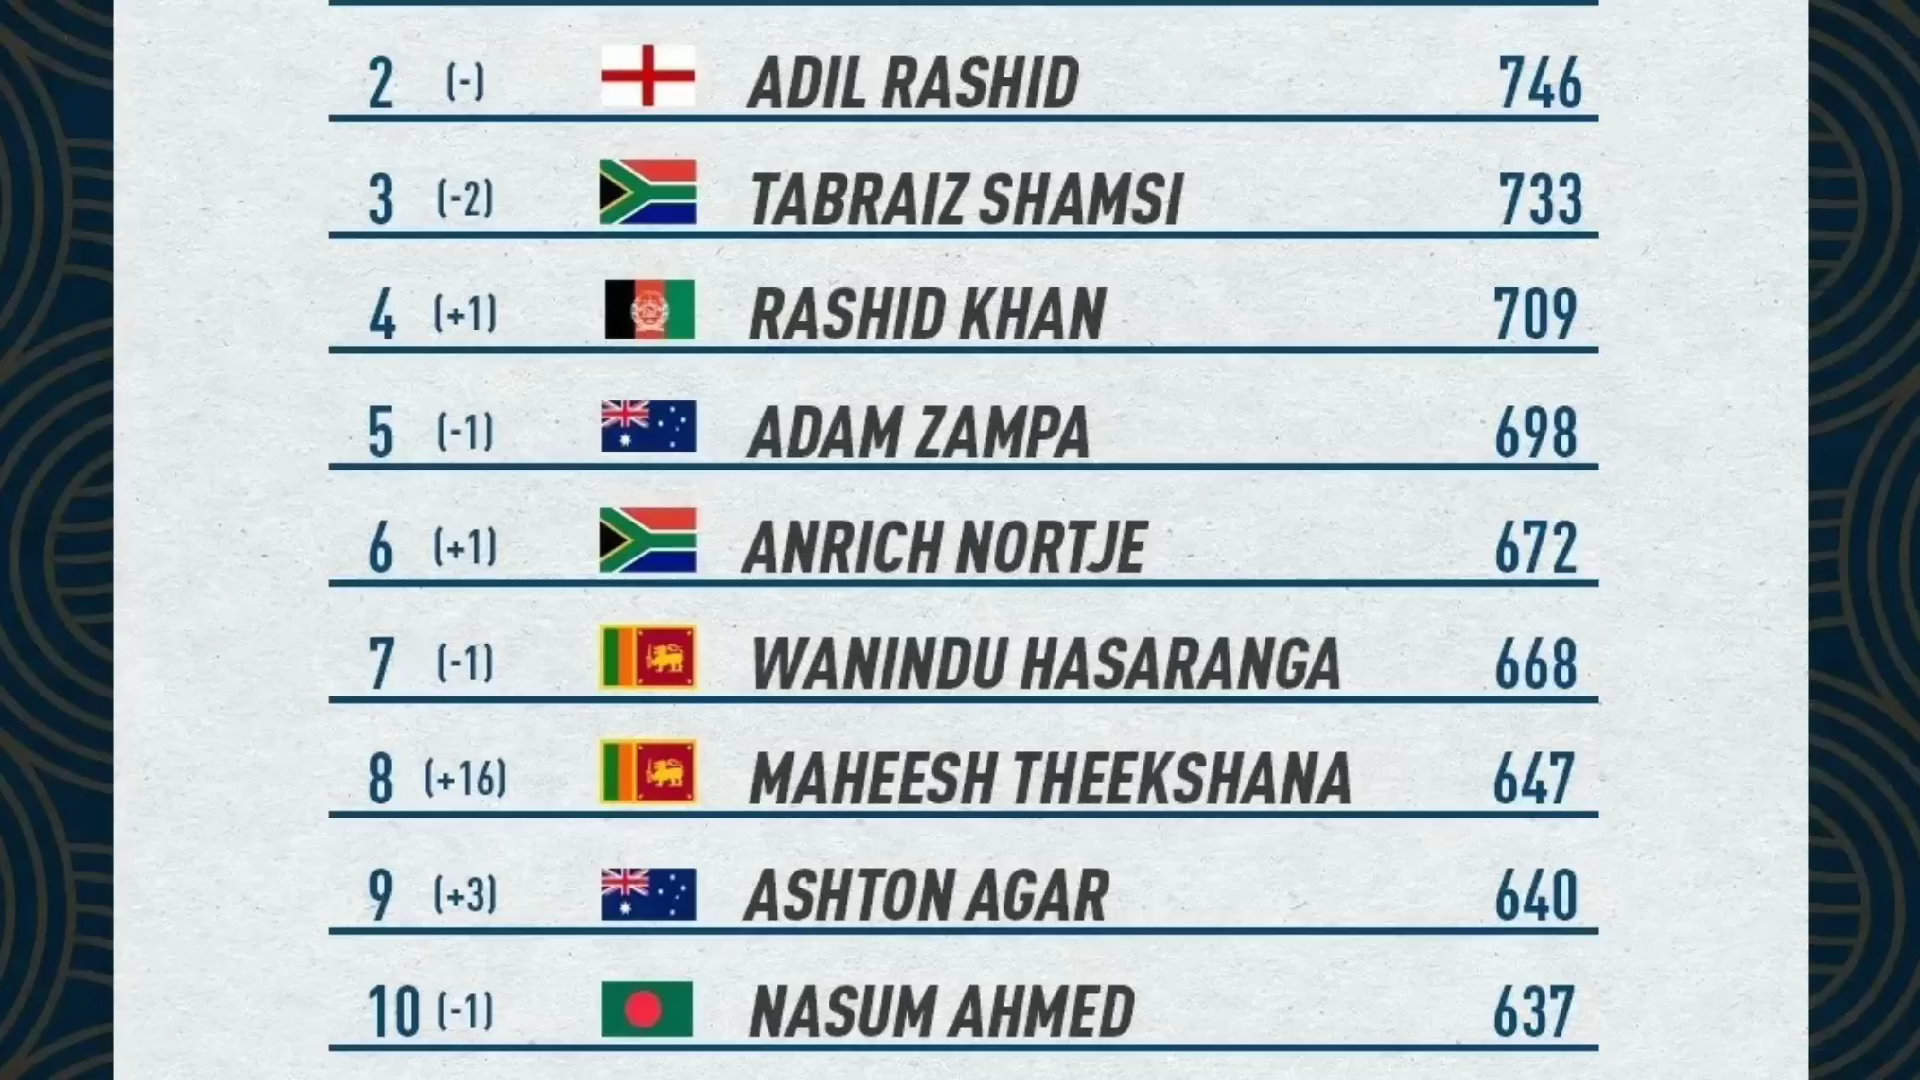 2 (-) ADIL RASHID 746
3 (-2) TABRAIZ SHAMSI 733
4 (+1) RASHID KHAN 709
5 (-1) ADAM ZAMPA 698
6 (+1) ANRICH NORTJE 672
7 (-1) WANINDU HASARANGA 668
8 (+16) MAHEESH THEEKSHANA 647
9 (+3) ASHTON AGAR 640
10 (-1) NASUM AHMED 637